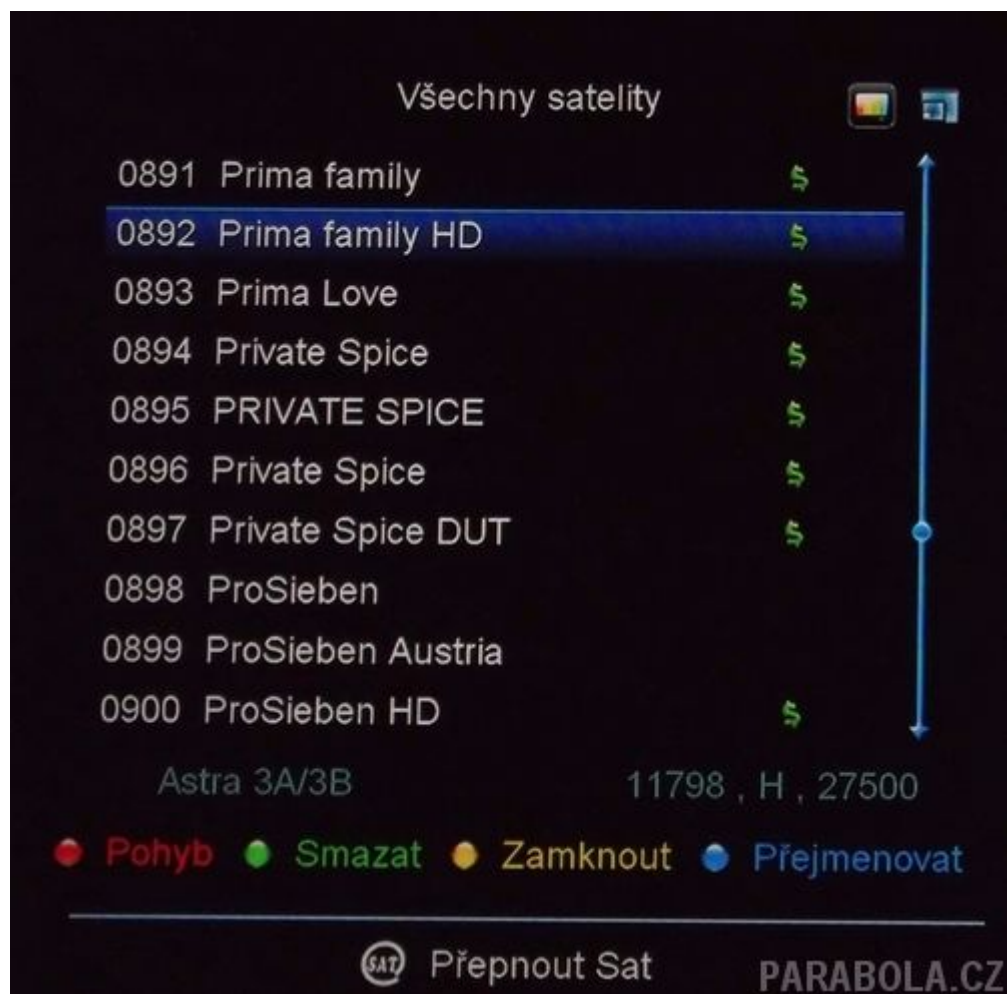 Všechny satelity
0891 Prima family $
0892 Prima family HD $
0893 Prima Love $
0894 Private Spice $
0895 PRIVATE SPICE $
0896 Private Spice $
0897 Private Spice DUT $
0898 ProSieben
0899 ProSieben Austria
0900 ProSieben HD $
Astra 3A/3B 11798 , H , 27500
Pohyb Smazat Zamknout Přejmenovat
SAT Přepnout Sat
PARABOLA.CZ